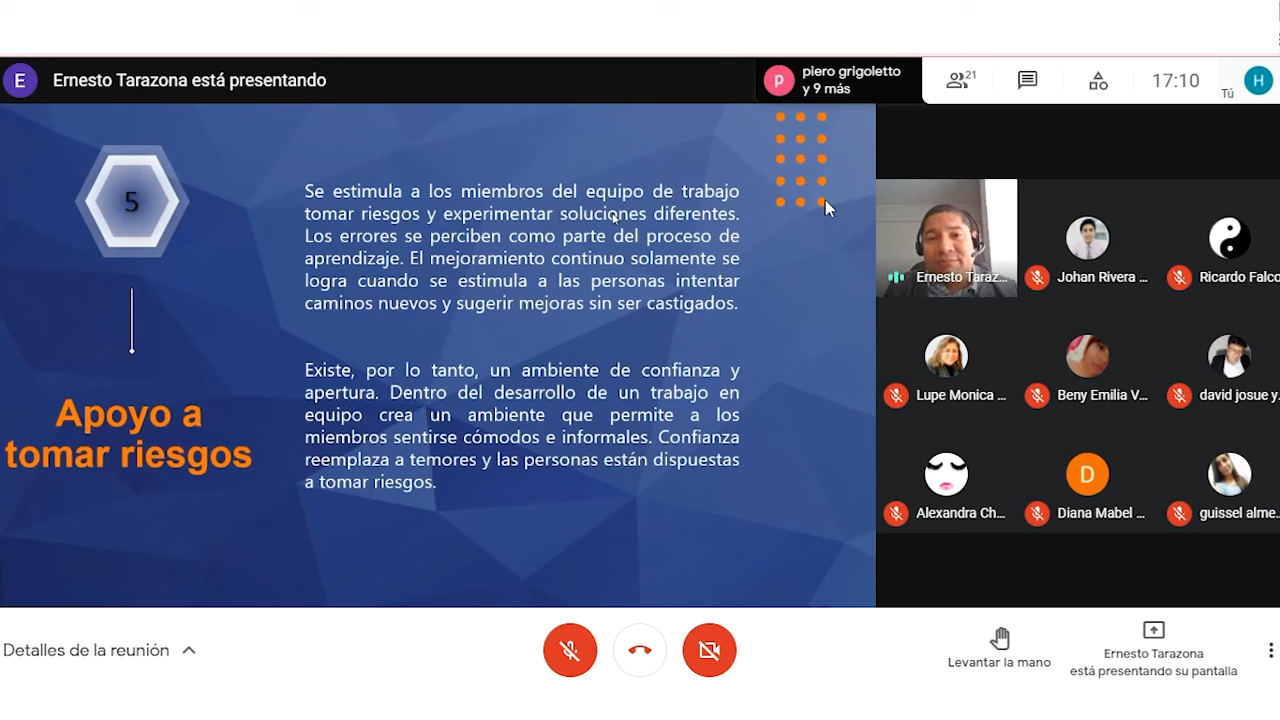 E Ernesto Tarazona está presentando
piero grigoletto
y 9 más
21
17:10
Tú
H
5
Apoyo a
tomar riesgos
Se estimula a los miembros del equipo de trabajo
tomar riesgos y experimentar soluciones diferentes.
Los errores se perciben como parte del proceso de
aprendizaje. El mejoramiento continuo solamente se
logra cuando se estimula a las personas intentar
caminos nuevos y sugerir mejoras sin ser castigados.
Existe, por lo tanto, un ambiente de confianza y
apertura. Dentro del desarrollo de un trabajo en
equipo crea un ambiente que permite a los
miembros sentirse cómodos e informales. Confianza
reemplaza a temores y las personas están dispuestas
a tomar riesgos.
Ernesto Taraz...
Johan Rivera ...
Ricardo Falco
Lupe Monica ...
Beny Emilia V...
david josue y.
D
Alexandra Ch...
Diana Mabel ...
guissel alme..
Detalles de la reunión
Levantar la mano
Ernesto Tarazona
está presentando su pantalla
p